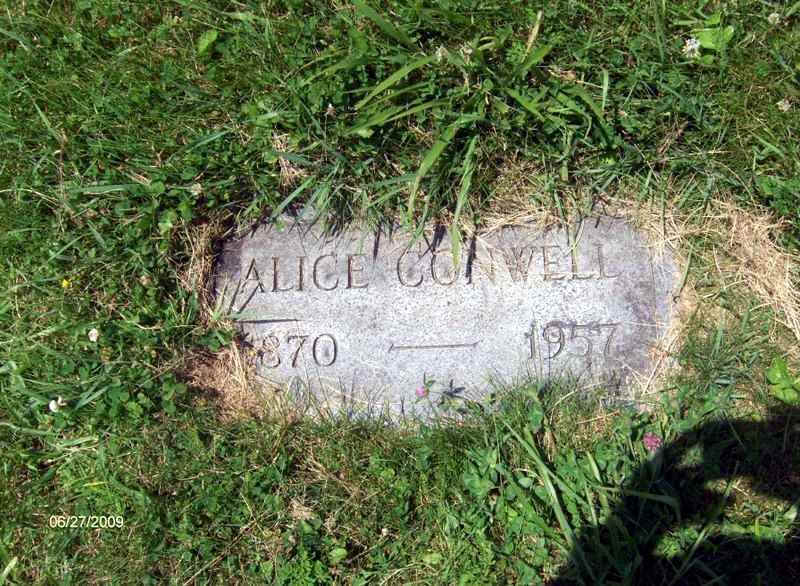 ALICE CONWELL
1870 — 1957
06/27/2009